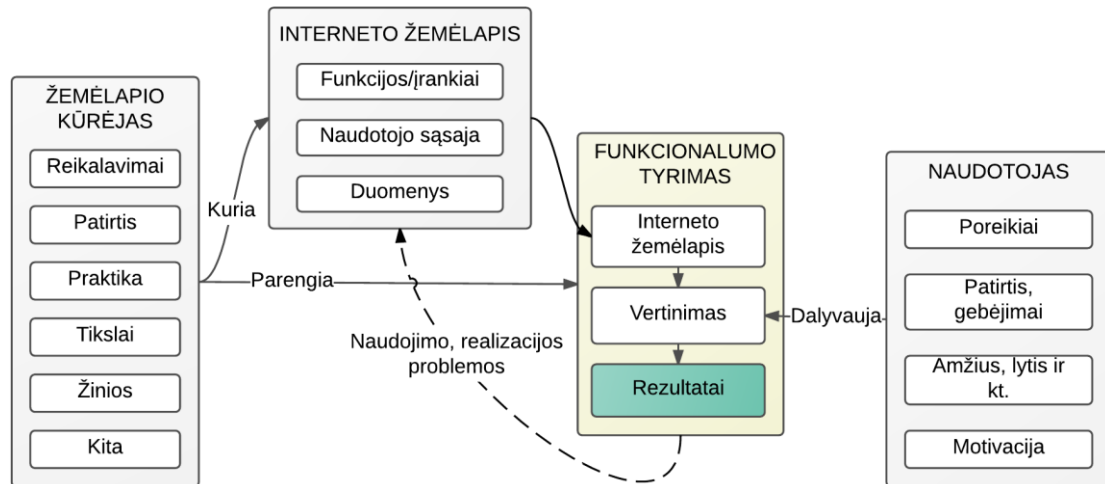 ŽEMĖLAPIO
KŪRĖJAS
Reikalavimai
Patirtis
Praktika
Tikslai
Žinios
Kita
Kuria
Parengia
INTERNETO ŽEMĖLAPIS
Funkcijos/įrankiai
Naudotojo sąsaja
Duomenys
Naudojimo, realizacijos
problemos
FUNKCIONALUMO
TYRIMAS
Interneto
žemėlapis
Vertinimas
Rezultatai
Dalyvauja
NAUDOTOJAS
Poreikiai
Patirtis,
gebėjimai
Amžius, lytis ir
kt.
Motivacija